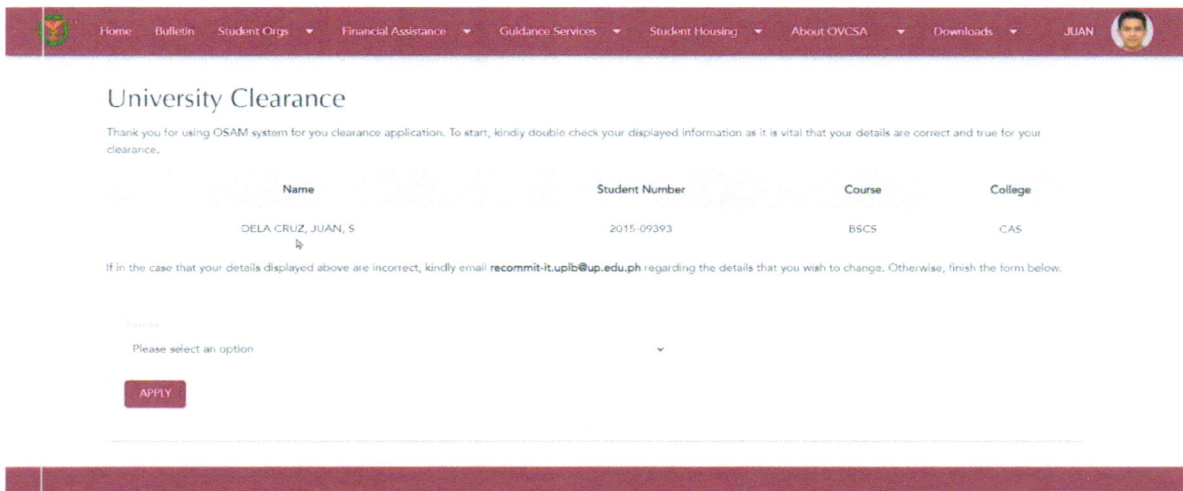 Home Bulletin Student Orgs Financial Assistance Guidance Services Student Housing About OVCSA Downloads JUAN
University Clearance
Thank you for using OSAM system for you clearance application. To start, kindly double check your displayed information as it is vital that your details are correct and true for your
clearance.
Name Student Number Course College
DELA CRUZ, JUAN, S 2015-09393 BSCS CAS
If in the case that your details displayed above are incorrect, kindly email recommit-it.uplb@up.edu.ph regarding the details that you wish to change. Otherwise, finish the form below.
Please select an option
APPLY